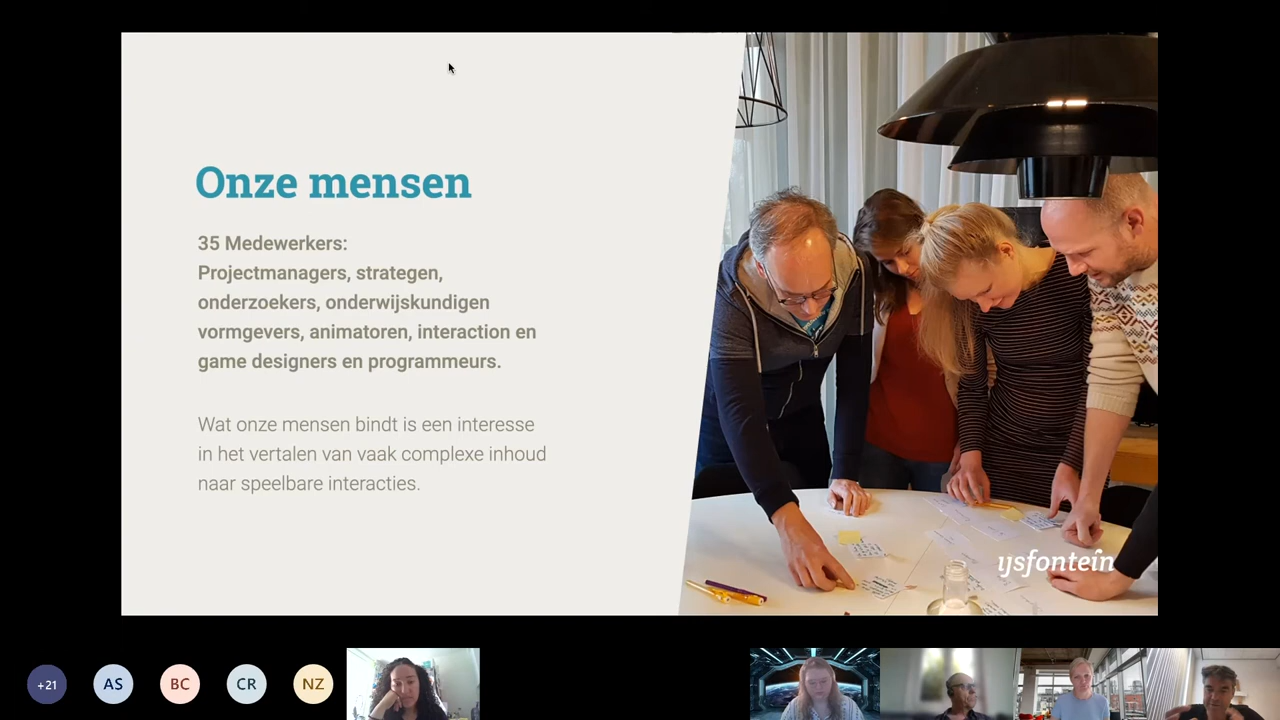 Onze mensen
35 Medewerkers:
Projectmanagers, strategen,
onderzoekers, onderwijskundigen
vormgevers, animatoren, interaction en
game designers en programmeurs.
Wat onze mensen bindt is een interesse
in het vertalen van vaak complexe inhoud
naar speelbare interacties.
ijsfontein
+21
AS
BC
CR
NZ